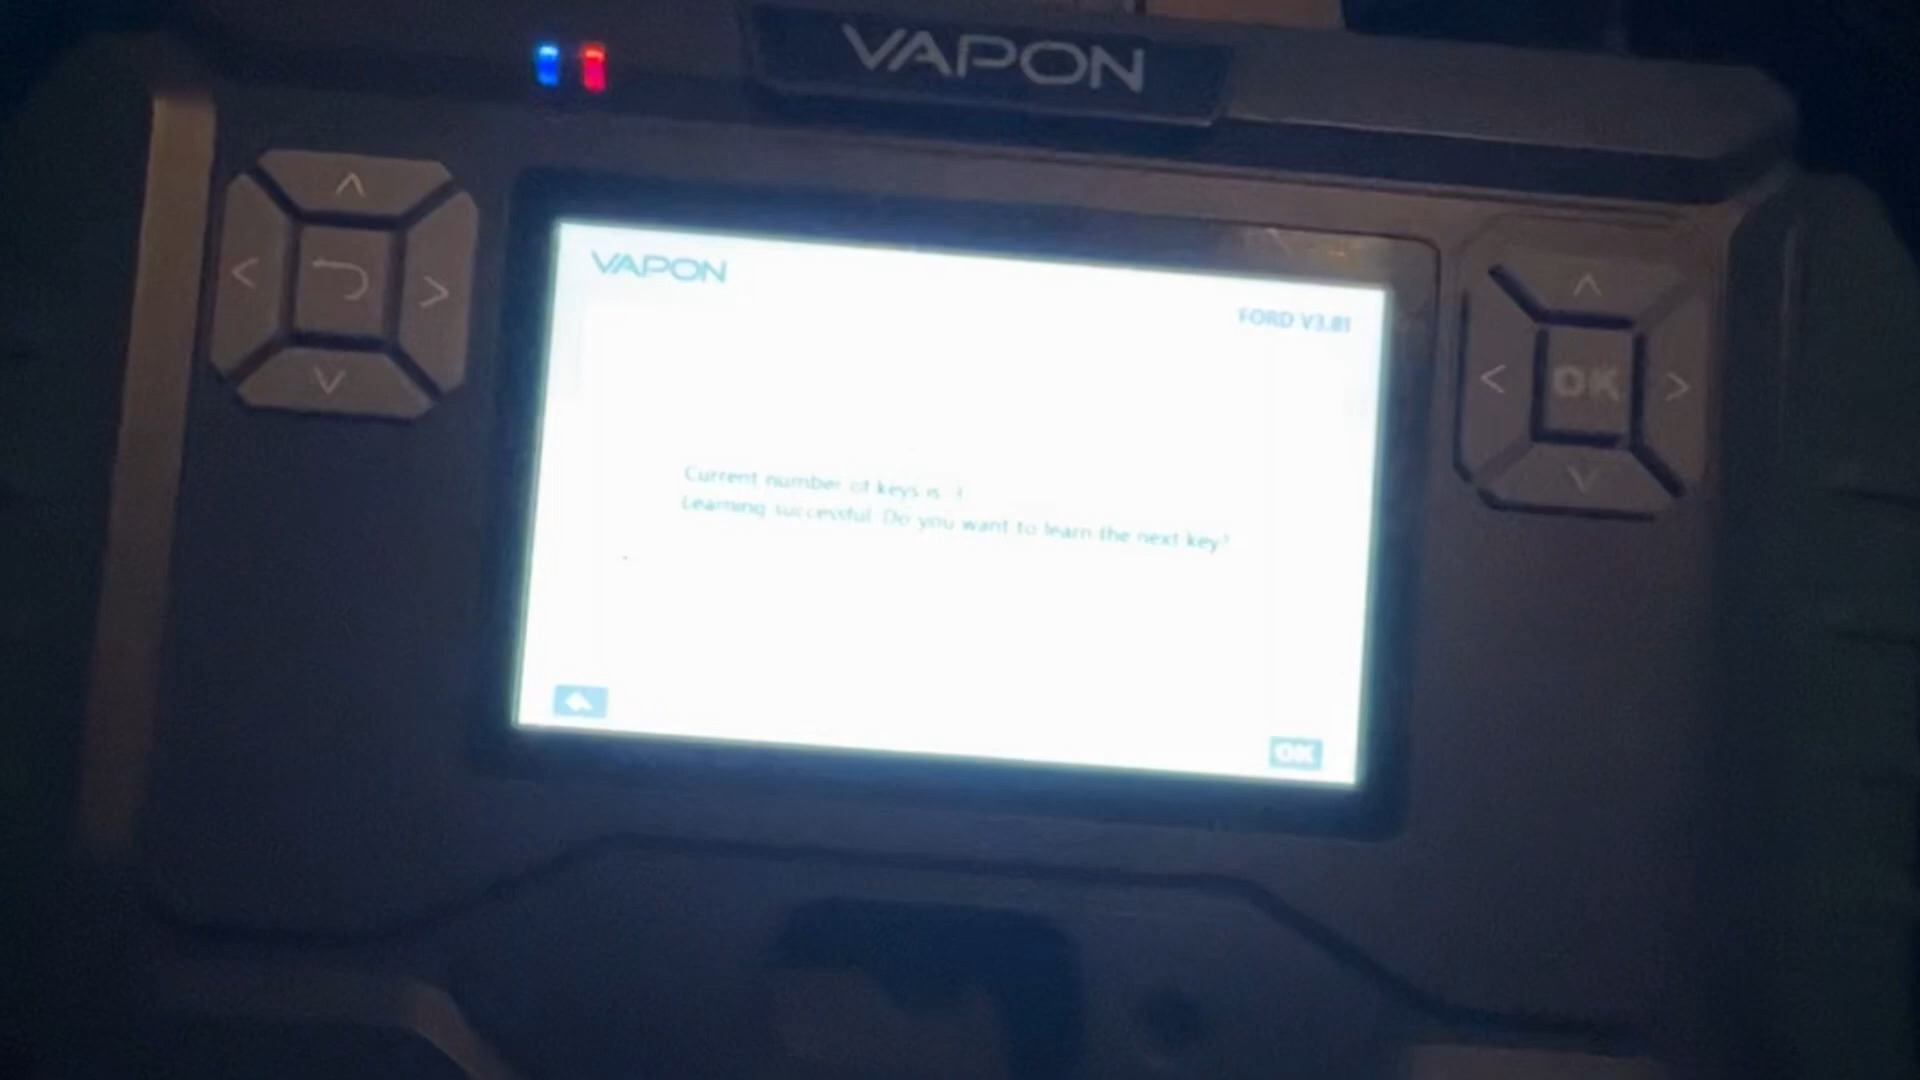 VAPON
VAPON
FORD V3.81
OK
Current number of keys is
Learning successful. Do you want to learn the next key?
OK